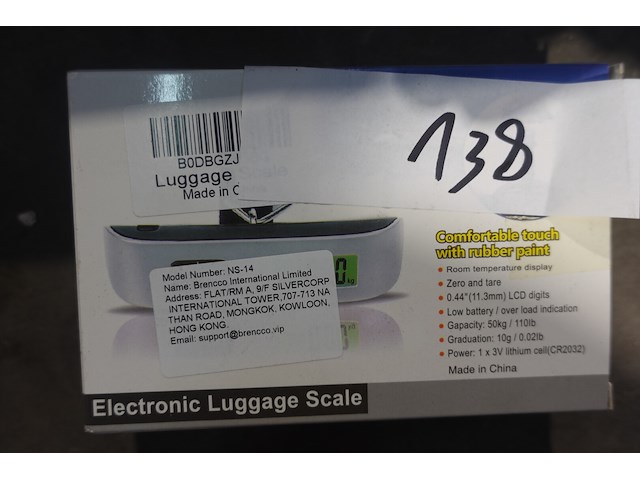 138
B0DBGZJ
Luggage
Made in C
Comfortable touch
with rubber paint
• Room temperature display
• Zero and tare
• 0.44"(11.3mm) LCD digits
• Low battery / over load indication
• Capacity: 50kg / 110lb
• Graduation: 10g / 0.02lb
• Power: 1 x 3V lithium cell(CR2032)
Made in China
0 kg
Model Number: NS-14
Name: Brencco International Limited
Address: FLAT/RM A, 9/F SILVERCORP
INTERNATIONAL TOWER,707-713 NA
THAN ROAD, MONGKOK, KOWLOON,
HONG KONG.
Email: support@brencco.vip
Electronic Luggage Scale